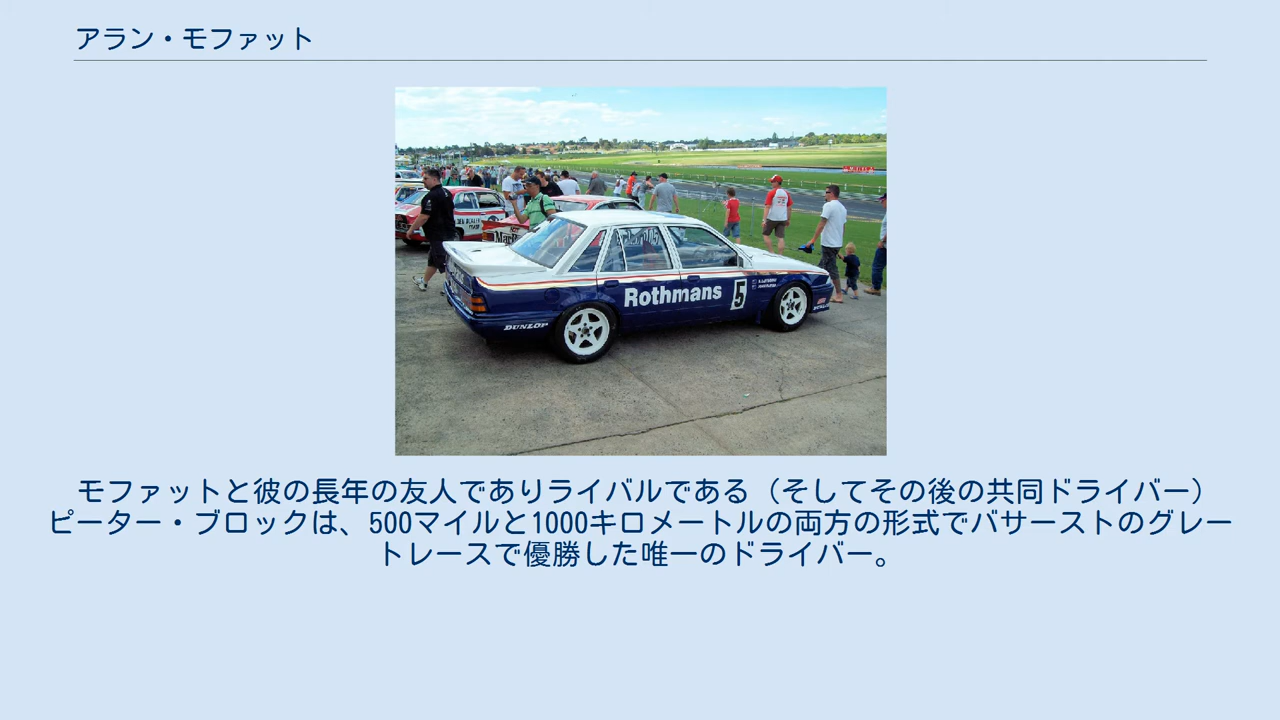 アラン・モファット
Rothmans
5
DUNLOP
モファットと彼の長年の友人でありライバルである（そしてその後の共同ドライバー）
ピーター・ブロックは、500マイルと1000キロメートルの両方の形式でバサーストのグレー
トレースで優勝した唯一のドライバー。